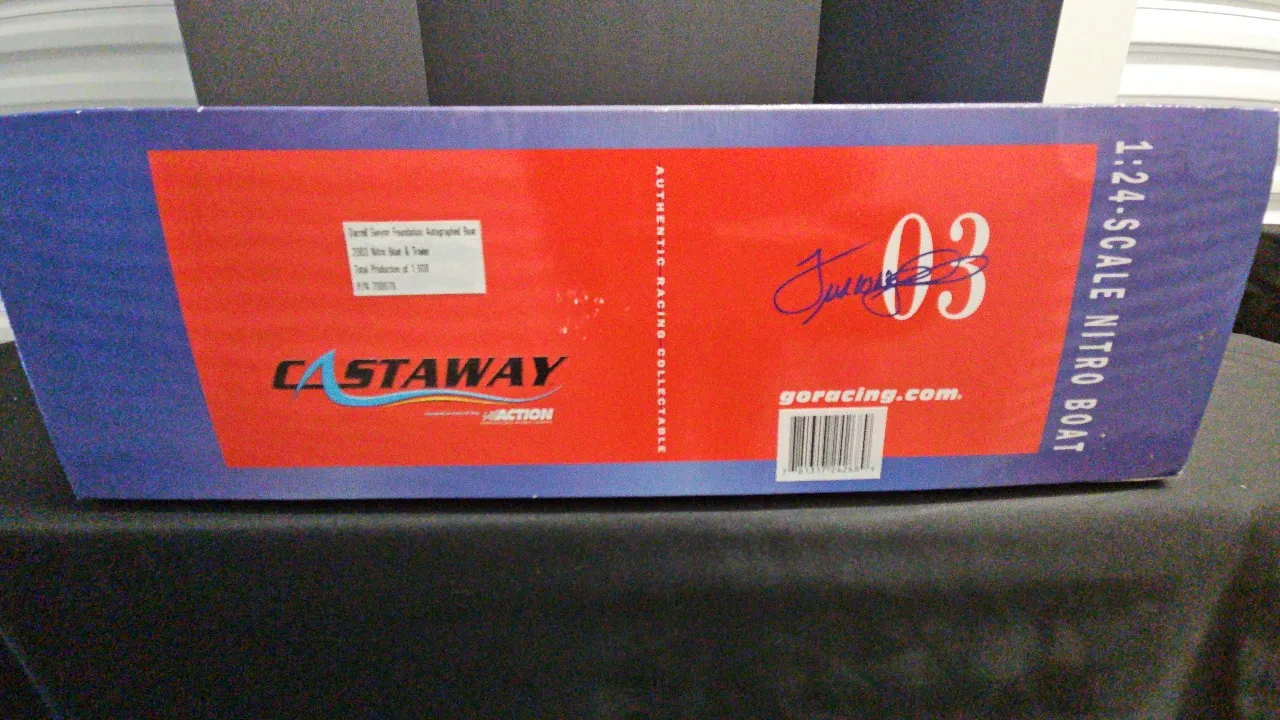 Darrell Gwynn Foundation Autographed Boat
2003 Nitro Boat & Trailer
Total Production of 1,500
P/N
CASTAWAY
ACTION
AUTHENTIC RACING COLLECTABLE
03
goracing.com®
1:24-SCALE NITRO BOAT